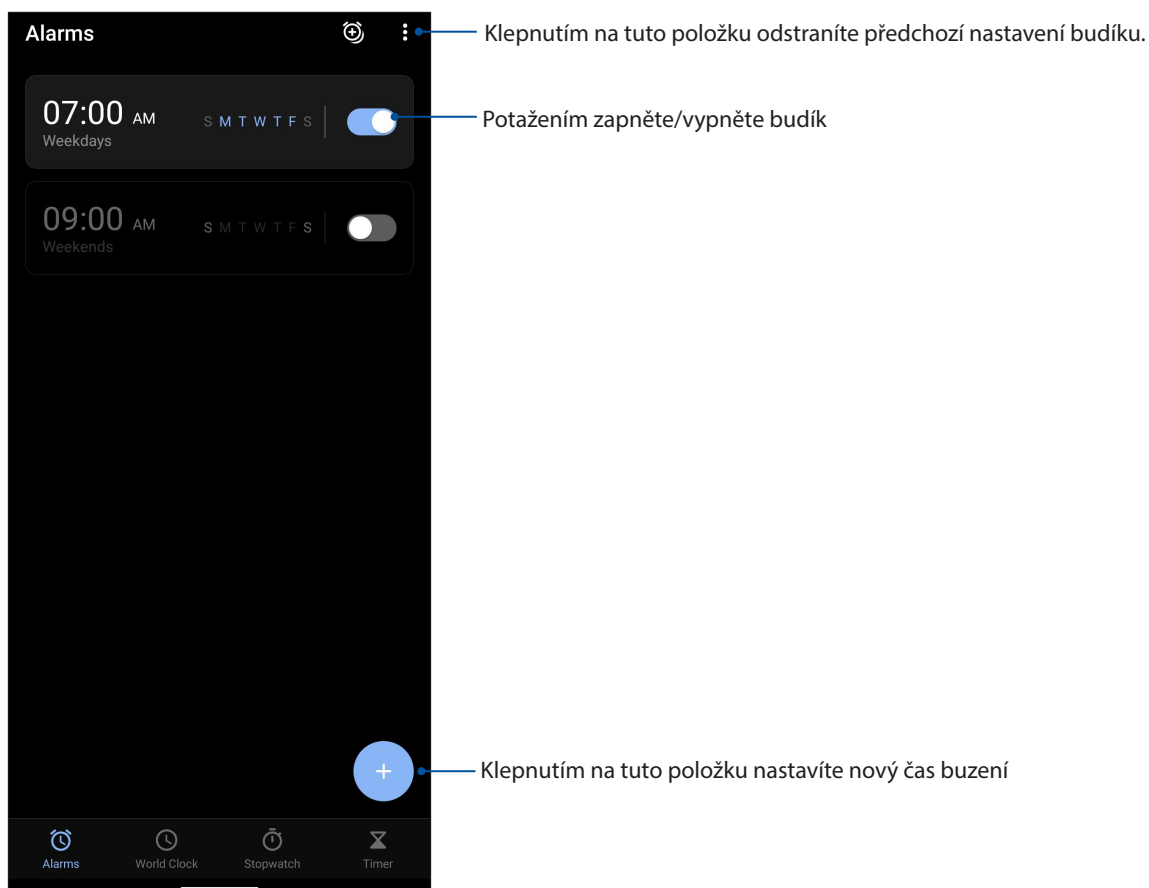 Alarms
Klepnutím na tuto položku odstraníte předchozí nastavení budíku.
07:00 AM S M T W T F S
Weekdays
Potažením zapněte/vypněte budík
09:00 AM S M T W T F S
Weekends
Klepnutím na tuto položku nastavíte nový čas buzení
Alarms World Clock Stopwatch Timer